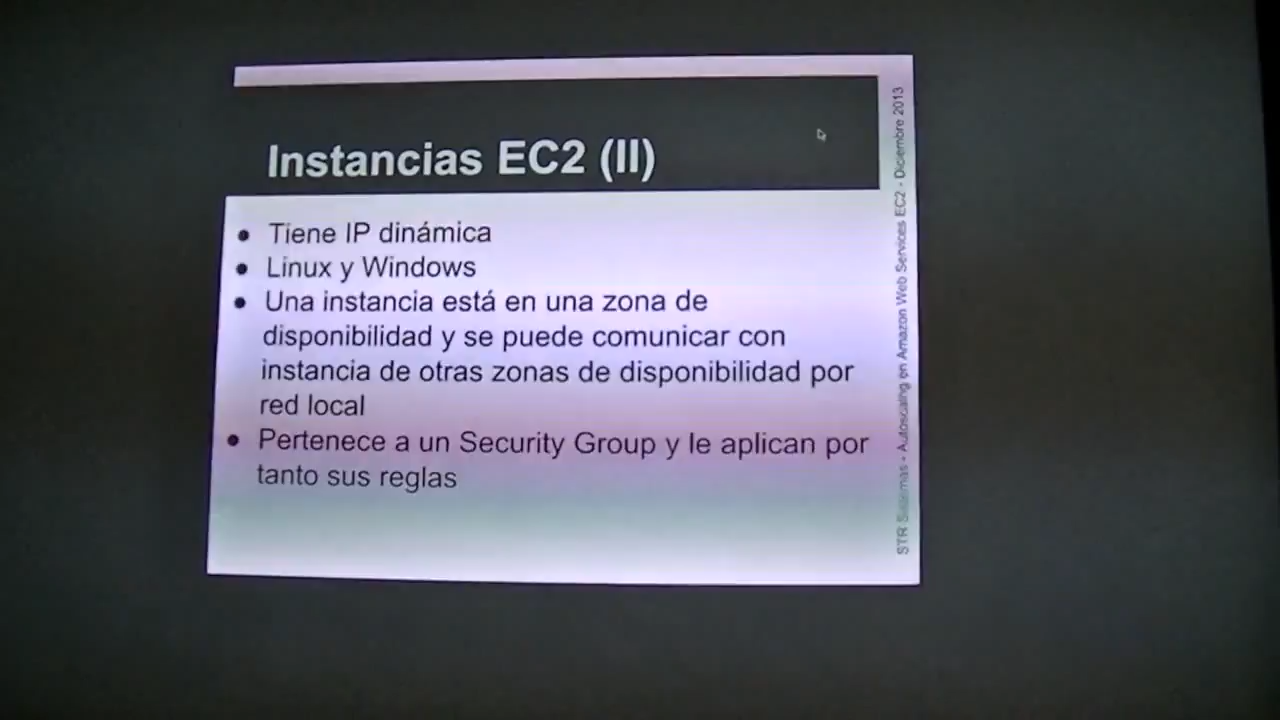 Instancias EC2 (II)
● Tiene IP dinámica
● Linux y Windows
● Una instancia está en una zona de
disponibilidad y se puede comunicar con
instancia de otras zonas de disponibilidad por
red local
● Pertenece a un Security Group y le aplican por
tanto sus reglas
STR Sistemas - Autoscaling en Amazon Web Services EC2 - Diciembre 2013